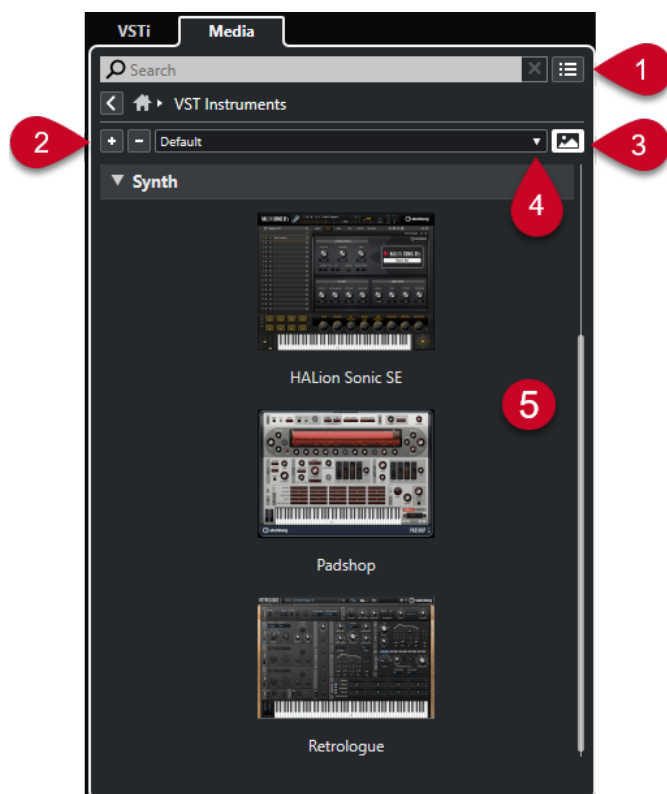 VSTi Media
Search
1
VST Instruments
2
+ - Default
3
4
Synth
HALion Sonic SE
5
Padshop
Retrologue